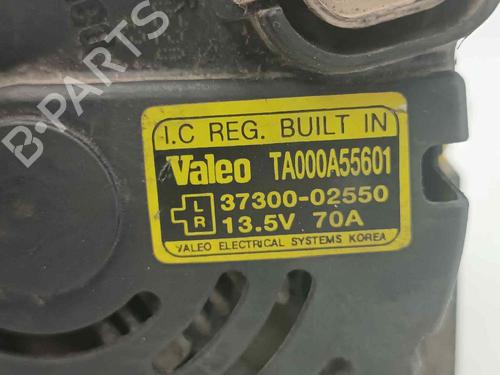 B-PARTS
I.C REG. BUILT IN
Valeo TA000A55601
L
R
37300-02550
13.5V 70A
VALEO ELECTRICAL SYSTEMS KOREA